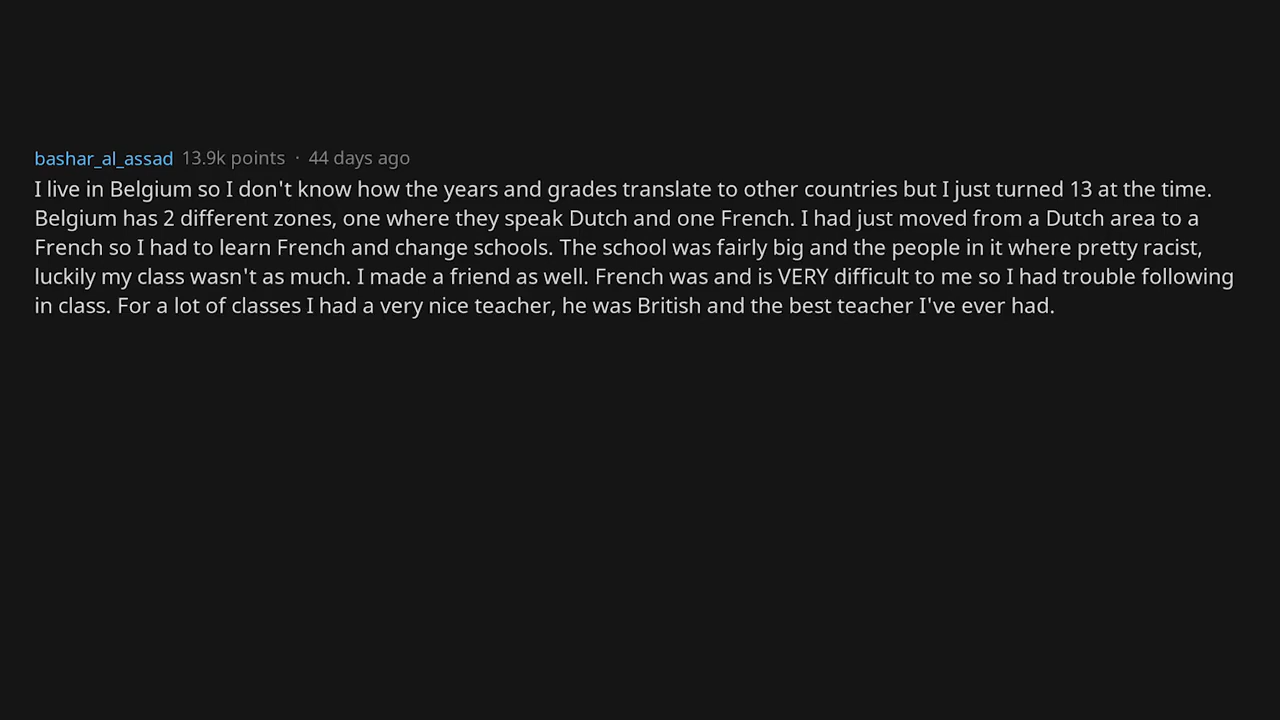 bashar_al_assad 13.9k points · 44 days ago
I live in Belgium so I don't know how the years and grades translate to other countries but I just turned 13 at the time.
Belgium has 2 different zones, one where they speak Dutch and one French. I had just moved from a Dutch area to a
French so I had to learn French and change schools. The school was fairly big and the people in it where pretty racist,
luckily my class wasn't as much. I made a friend as well. French was and is VERY difficult to me so I had trouble following
in class. For a lot of classes I had a very nice teacher, he was British and the best teacher I've ever had.